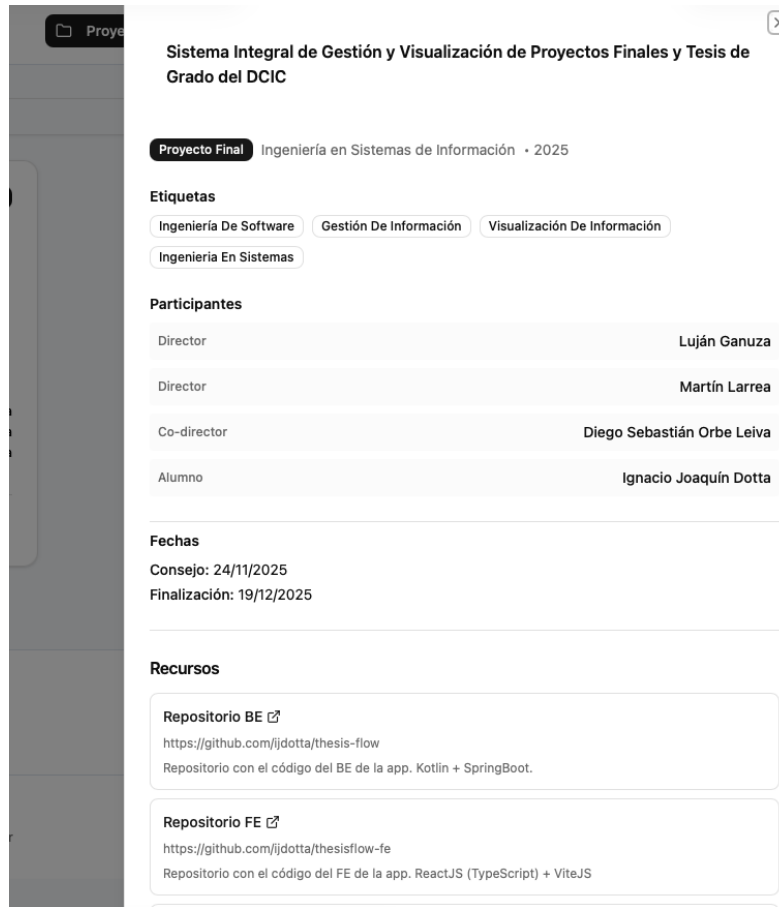 Proye
Sistema Integral de Gestión y Visualización de Proyectos Finales y Tesis de
Grado del DCIC
Proyecto Final Ingeniería en Sistemas de Información • 2025
Etiquetas
Ingeniería De Software Gestión De Información Visualización De Información
Ingenieria En Sistemas
Participantes
Director Luján Ganuza
Director Martín Larrea
Co-director Diego Sebastián Orbe Leiva
Alumno Ignacio Joaquín Dotta
Fechas
Consejo: 24/11/2025
Finalización: 19/12/2025
Recursos
Repositorio BE
https://github.com/ijdotta/thesis-flow
Repositorio con el código del BE de la app. Kotlin + SpringBoot.
Repositorio FE
https://github.com/ijdotta/thesisflow-fe
Repositorio con el código del FE de la app. ReactJS (TypeScript) + ViteJS